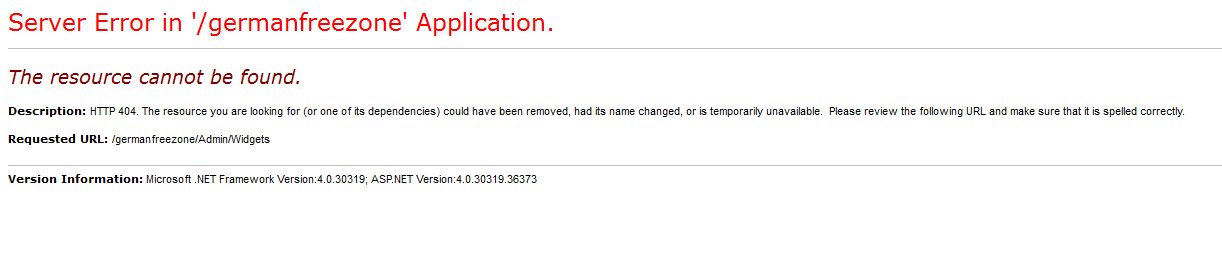 Server Error in '/germanfreezone' Application.
The resource cannot be found.
Description: HTTP 404. The resource you are looking for (or one of its dependencies) could have been removed, had its name changed, or is temporarily unavailable.  Please review the following URL and make sure that it is spelled correctly.
Requested URL: /germanfreezone/Admin/Widgets
Version Information: Microsoft .NET Framework Version:4.0.30319; ASP.NET Version:4.0.30319.36373